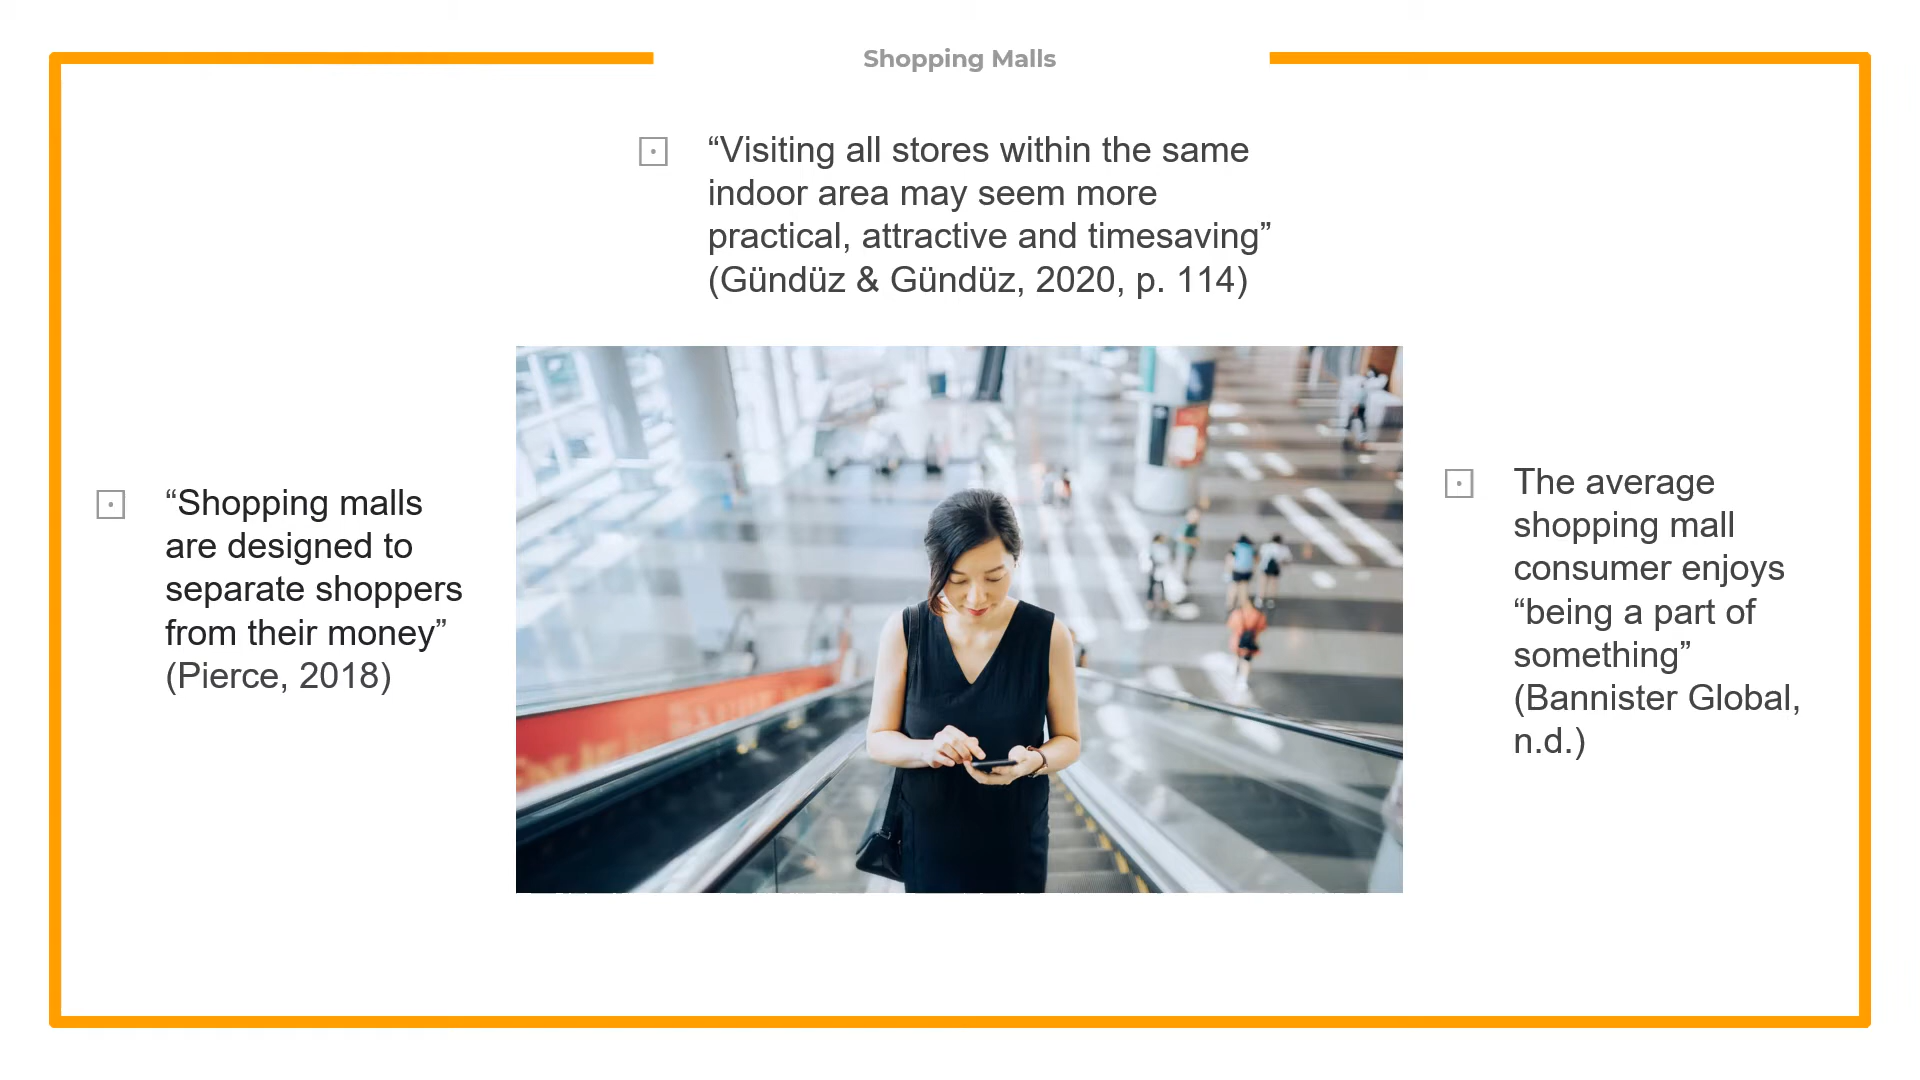 Shopping Malls
“Visiting all stores within the same
indoor area may seem more
practical, attractive and timesaving”
(Gündüz & Gündüz, 2020, p. 114)
“Shopping malls
are designed to
separate shoppers
from their money”
(Pierce, 2018)
The average
shopping mall
consumer enjoys
“being a part of
something”
(Bannister Global,
n.d.)